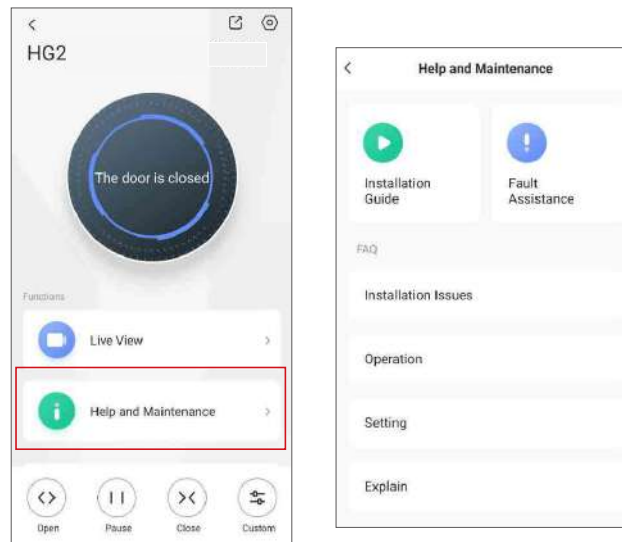 HG2
The door is closed
Functions
Live View
Help and Maintenance
Open
Pause
Close
Custom
Help and Maintenance
Installation
Guide
Fault
Assistance
FAQ
Installation Issues
Operation
Setting
Explain